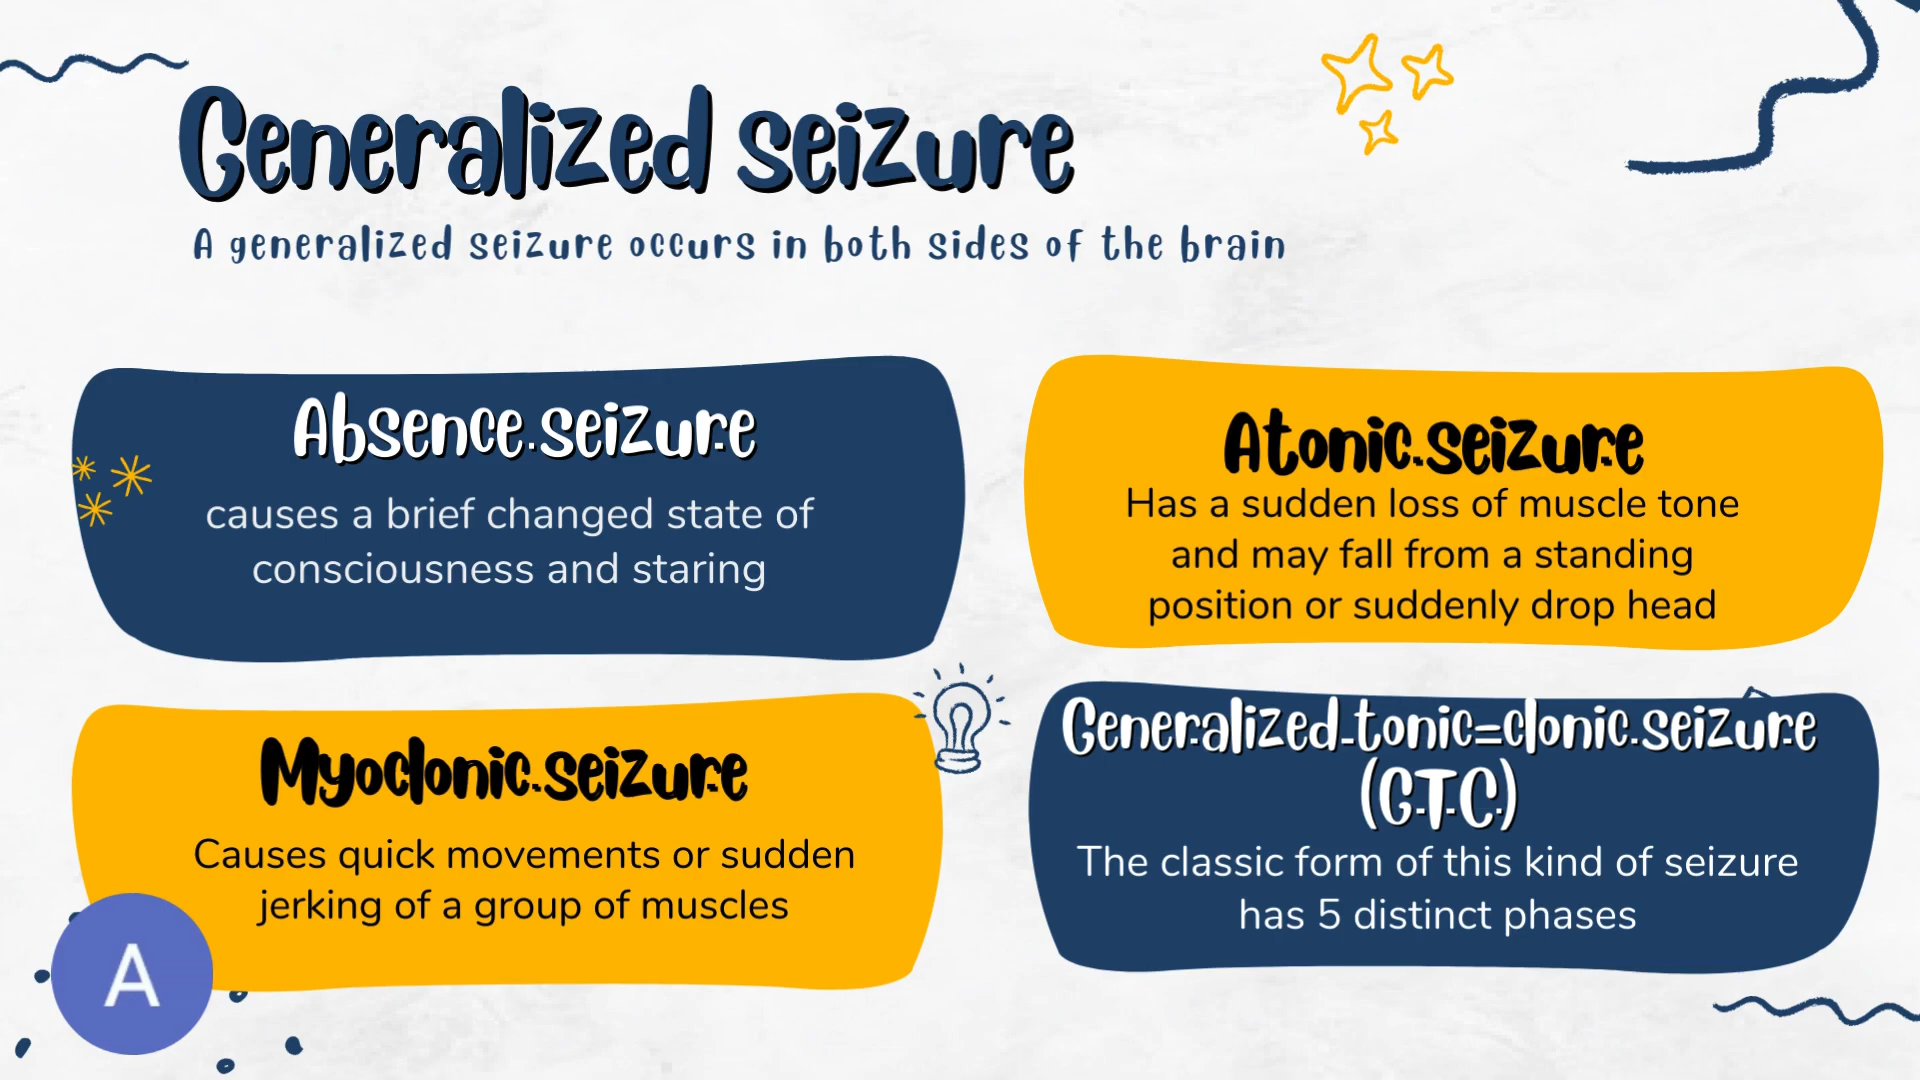 Generalized seizure
A generalized seizure occurs in both sides of the brain
Absence.seizure
causes a brief changed state of
consciousness and staring
Atonic.seizure
Has a sudden loss of muscle tone
and may fall from a standing
position or suddenly drop head
Myoclonic.seizure
Causes quick movements or sudden
jerking of a group of muscles
Generalized-tonic=clonic.seizure
(G.T.C.)
The classic form of this kind of seizure
has 5 distinct phases
A